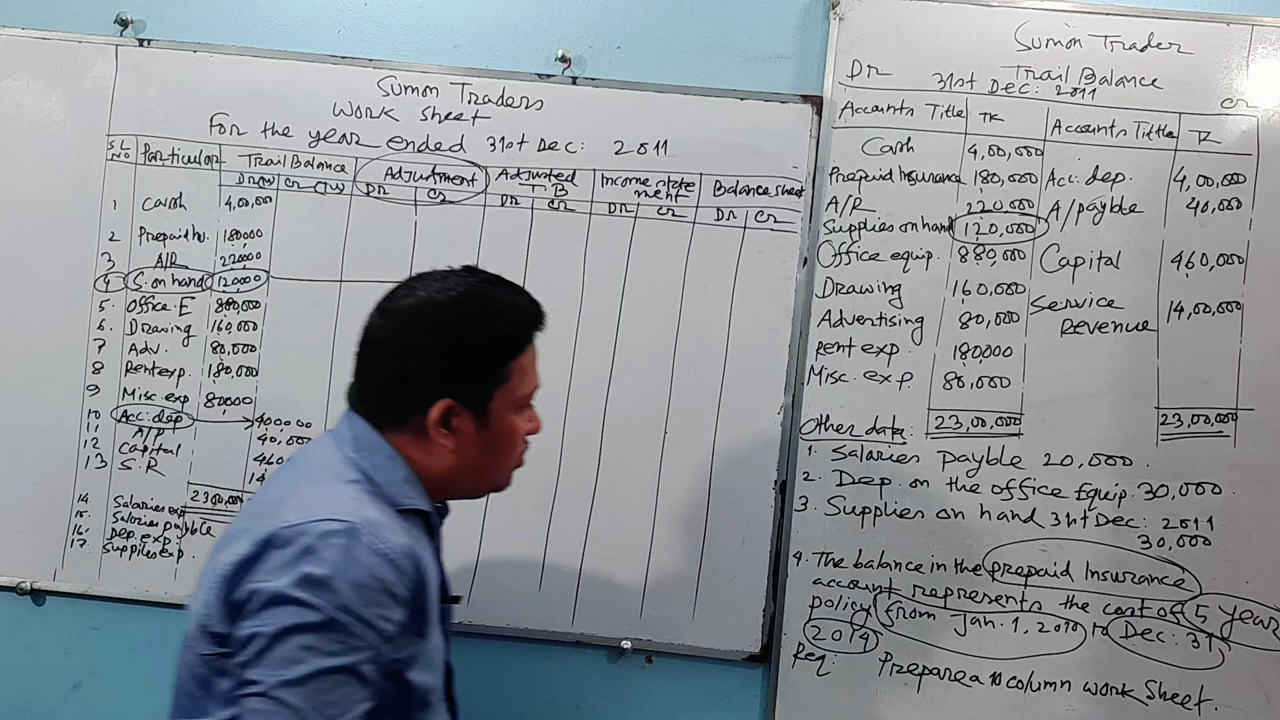 Sumon Traders
Work Sheet
For the year ended 31st Dec: 2011
S.L No Particular Trail Balance Adjustment Adjusted T.B Income statement Balance sheet
DR(TK) CR(TK) DR CR DR CR DR CR DR CR
1 Cash 4,00,000
2 Prepaid In. 180000
3 A/R 220000
4 S. on hand 120000
5. Office. E 880,000
6. Drawing 160,000
7 Adv. 80,000
8 Rent exp. 180,000
9 Misc. exp 80000
10 Acc: dep 400000
11 A/P 40,00
12 Capital 460
13 S.R 14
2300,000
14. Salaries exp
15. Salaries payble
16. Dep. exp.
17. Supplies exp.
Sumon Trader
Trail Balance
DR 31st Dec: 2011 cr
Accounts Title TK Accounts Tittle TK
Cash 4,00,000
Prepaid Insurance 180,000 Acc. dep. 4,00,000
A/R 220,000 A/payble 40,000
Supplies on hand 120,000
Office equip. 880,000 Capital 460,000
Drawing 160,000
Advertising 80,000 Service Revenue 14,00,000
Rent exp. 180,000
Misc. exp. 80,000
23,00,000 23,00,000
Other data:
1. Salaries payble 20,000.
2. Dep. on the office Equip. 30,000.
3. Supplies on hand 31st Dec: 2011
30,000
4. The balance in the prepaid Insurance
account represents the cost of 5 year
policy from Jan. 1, 2010 to Dec: 31
2014
Req: Prepare a 10 column work Sheet.